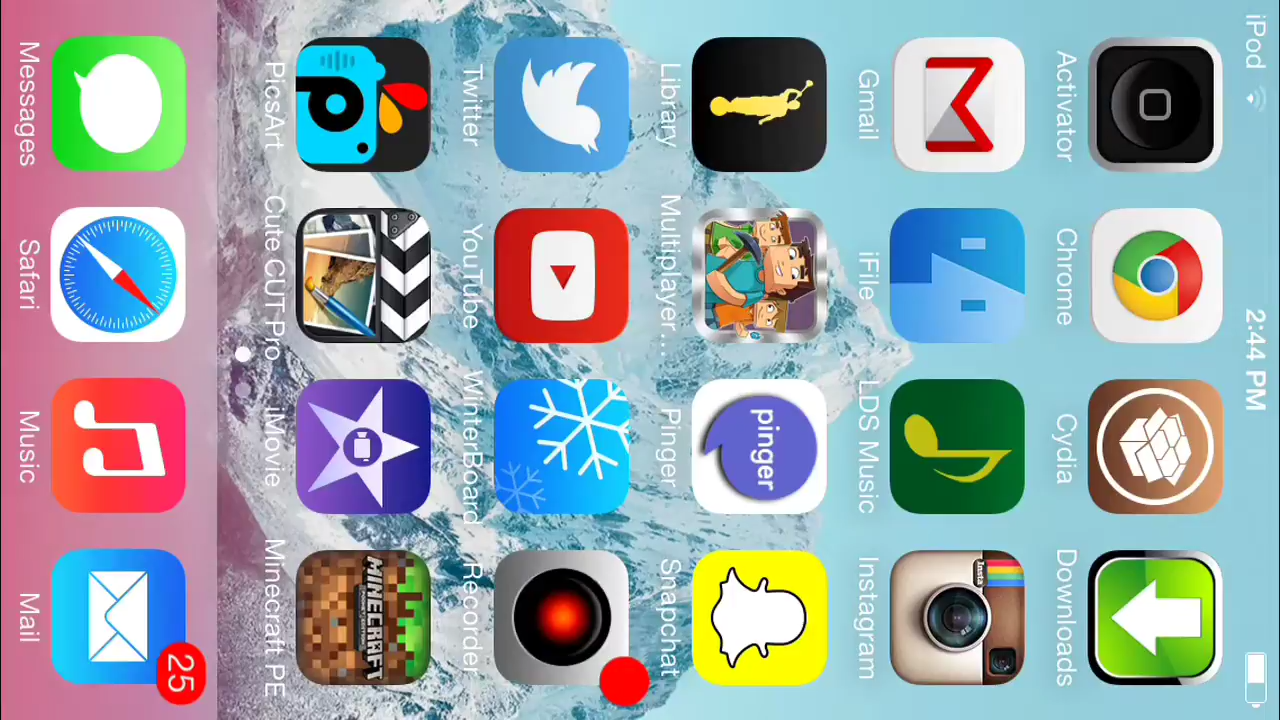 iPod 2:44 PM
Activator Chrome Cydia Downloads
Gmail iFile LDS Music Instagram
Insta
pinger
Library Multiplayer ... Pinger Snapchat
Twitter YouTube WinterBoard Recorder
MINECRAFT
PicsArt Cute CUT Pro iMovie Minecraft PE
25
Messages Safari Music Mail